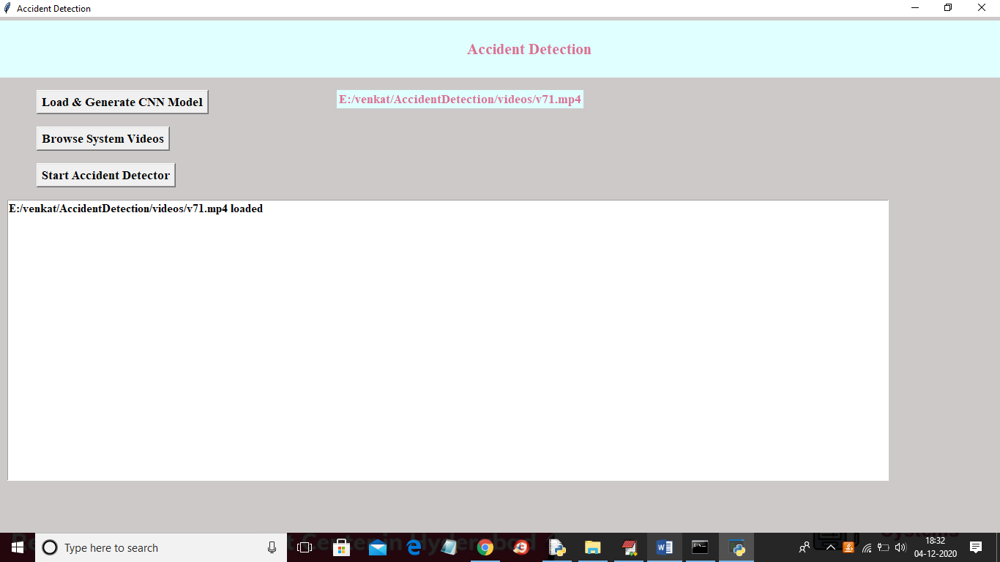 Accident Detection
Accident Detection
Load & Generate CNN Model
E:/venkat/AccidentDetection/videos/v71.mp4
Browse System Videos
Start Accident Detector
E:/venkat/AccidentDetection/videos/v71.mp4 loaded
Type here to search
18:32
04-12-2020